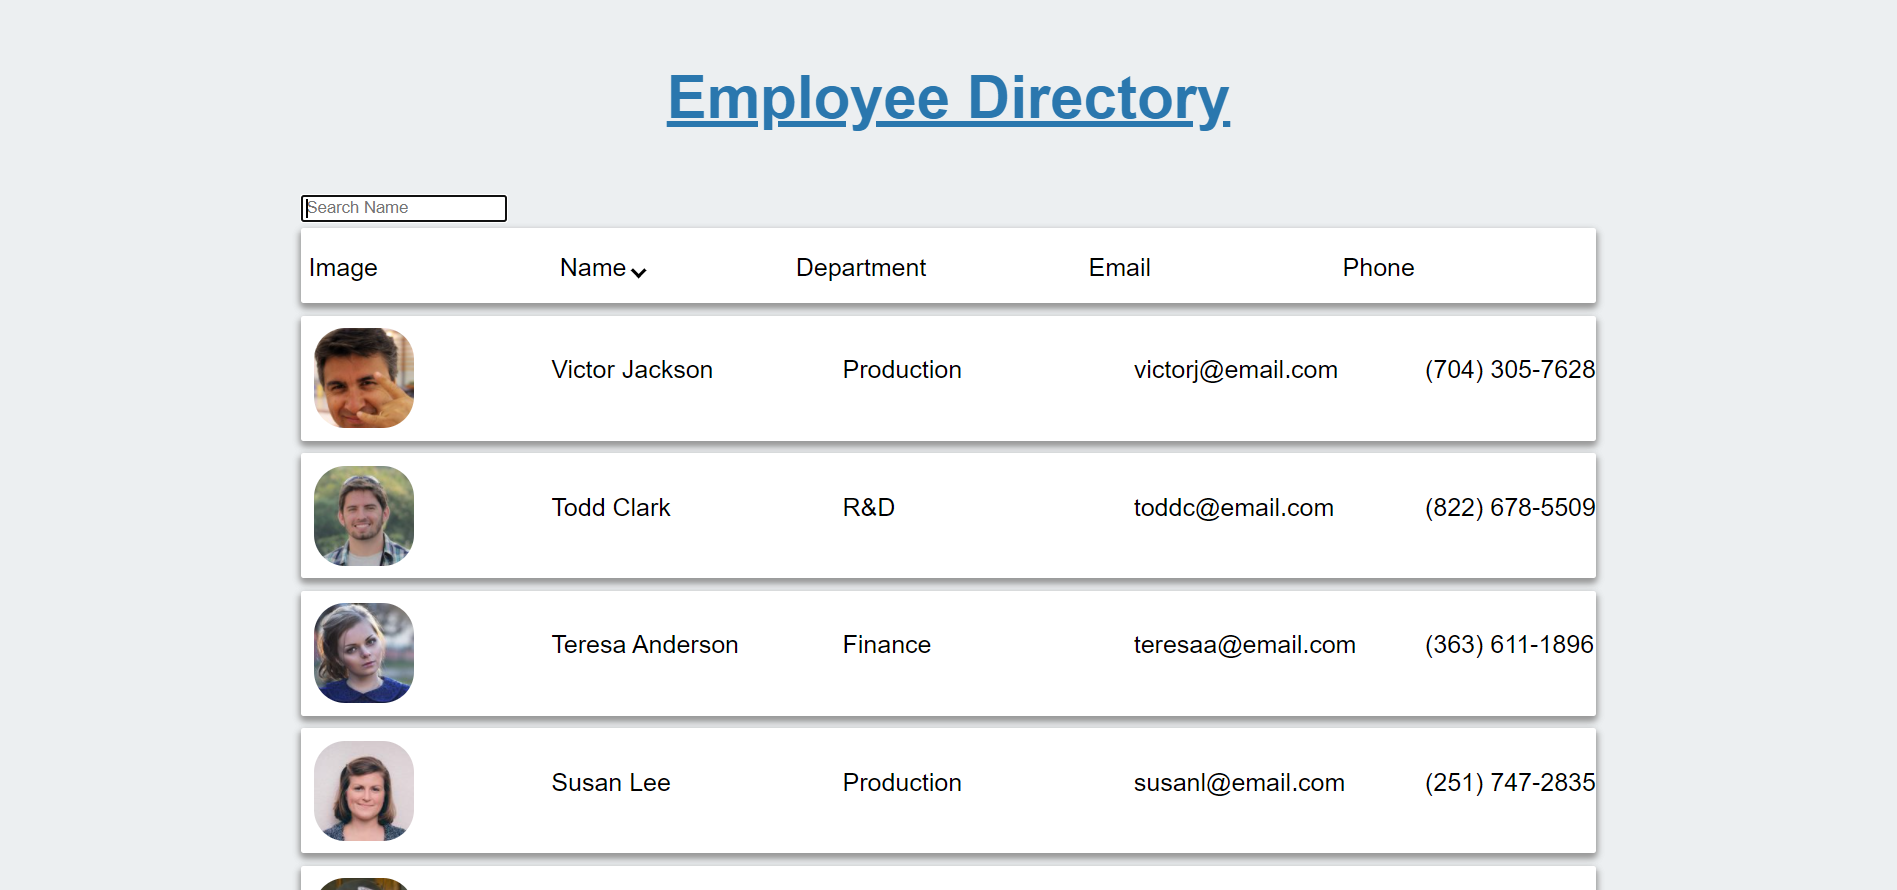 Employee Directory
Search Name
Image Name Department Email Phone
Victor Jackson Production victorj@email.com (704) 305-7628
Todd Clark R&D toddc@email.com (822) 678-5509
Teresa Anderson Finance teresaa@email.com (363) 611-1896
Susan Lee Production susanl@email.com (251) 747-2835